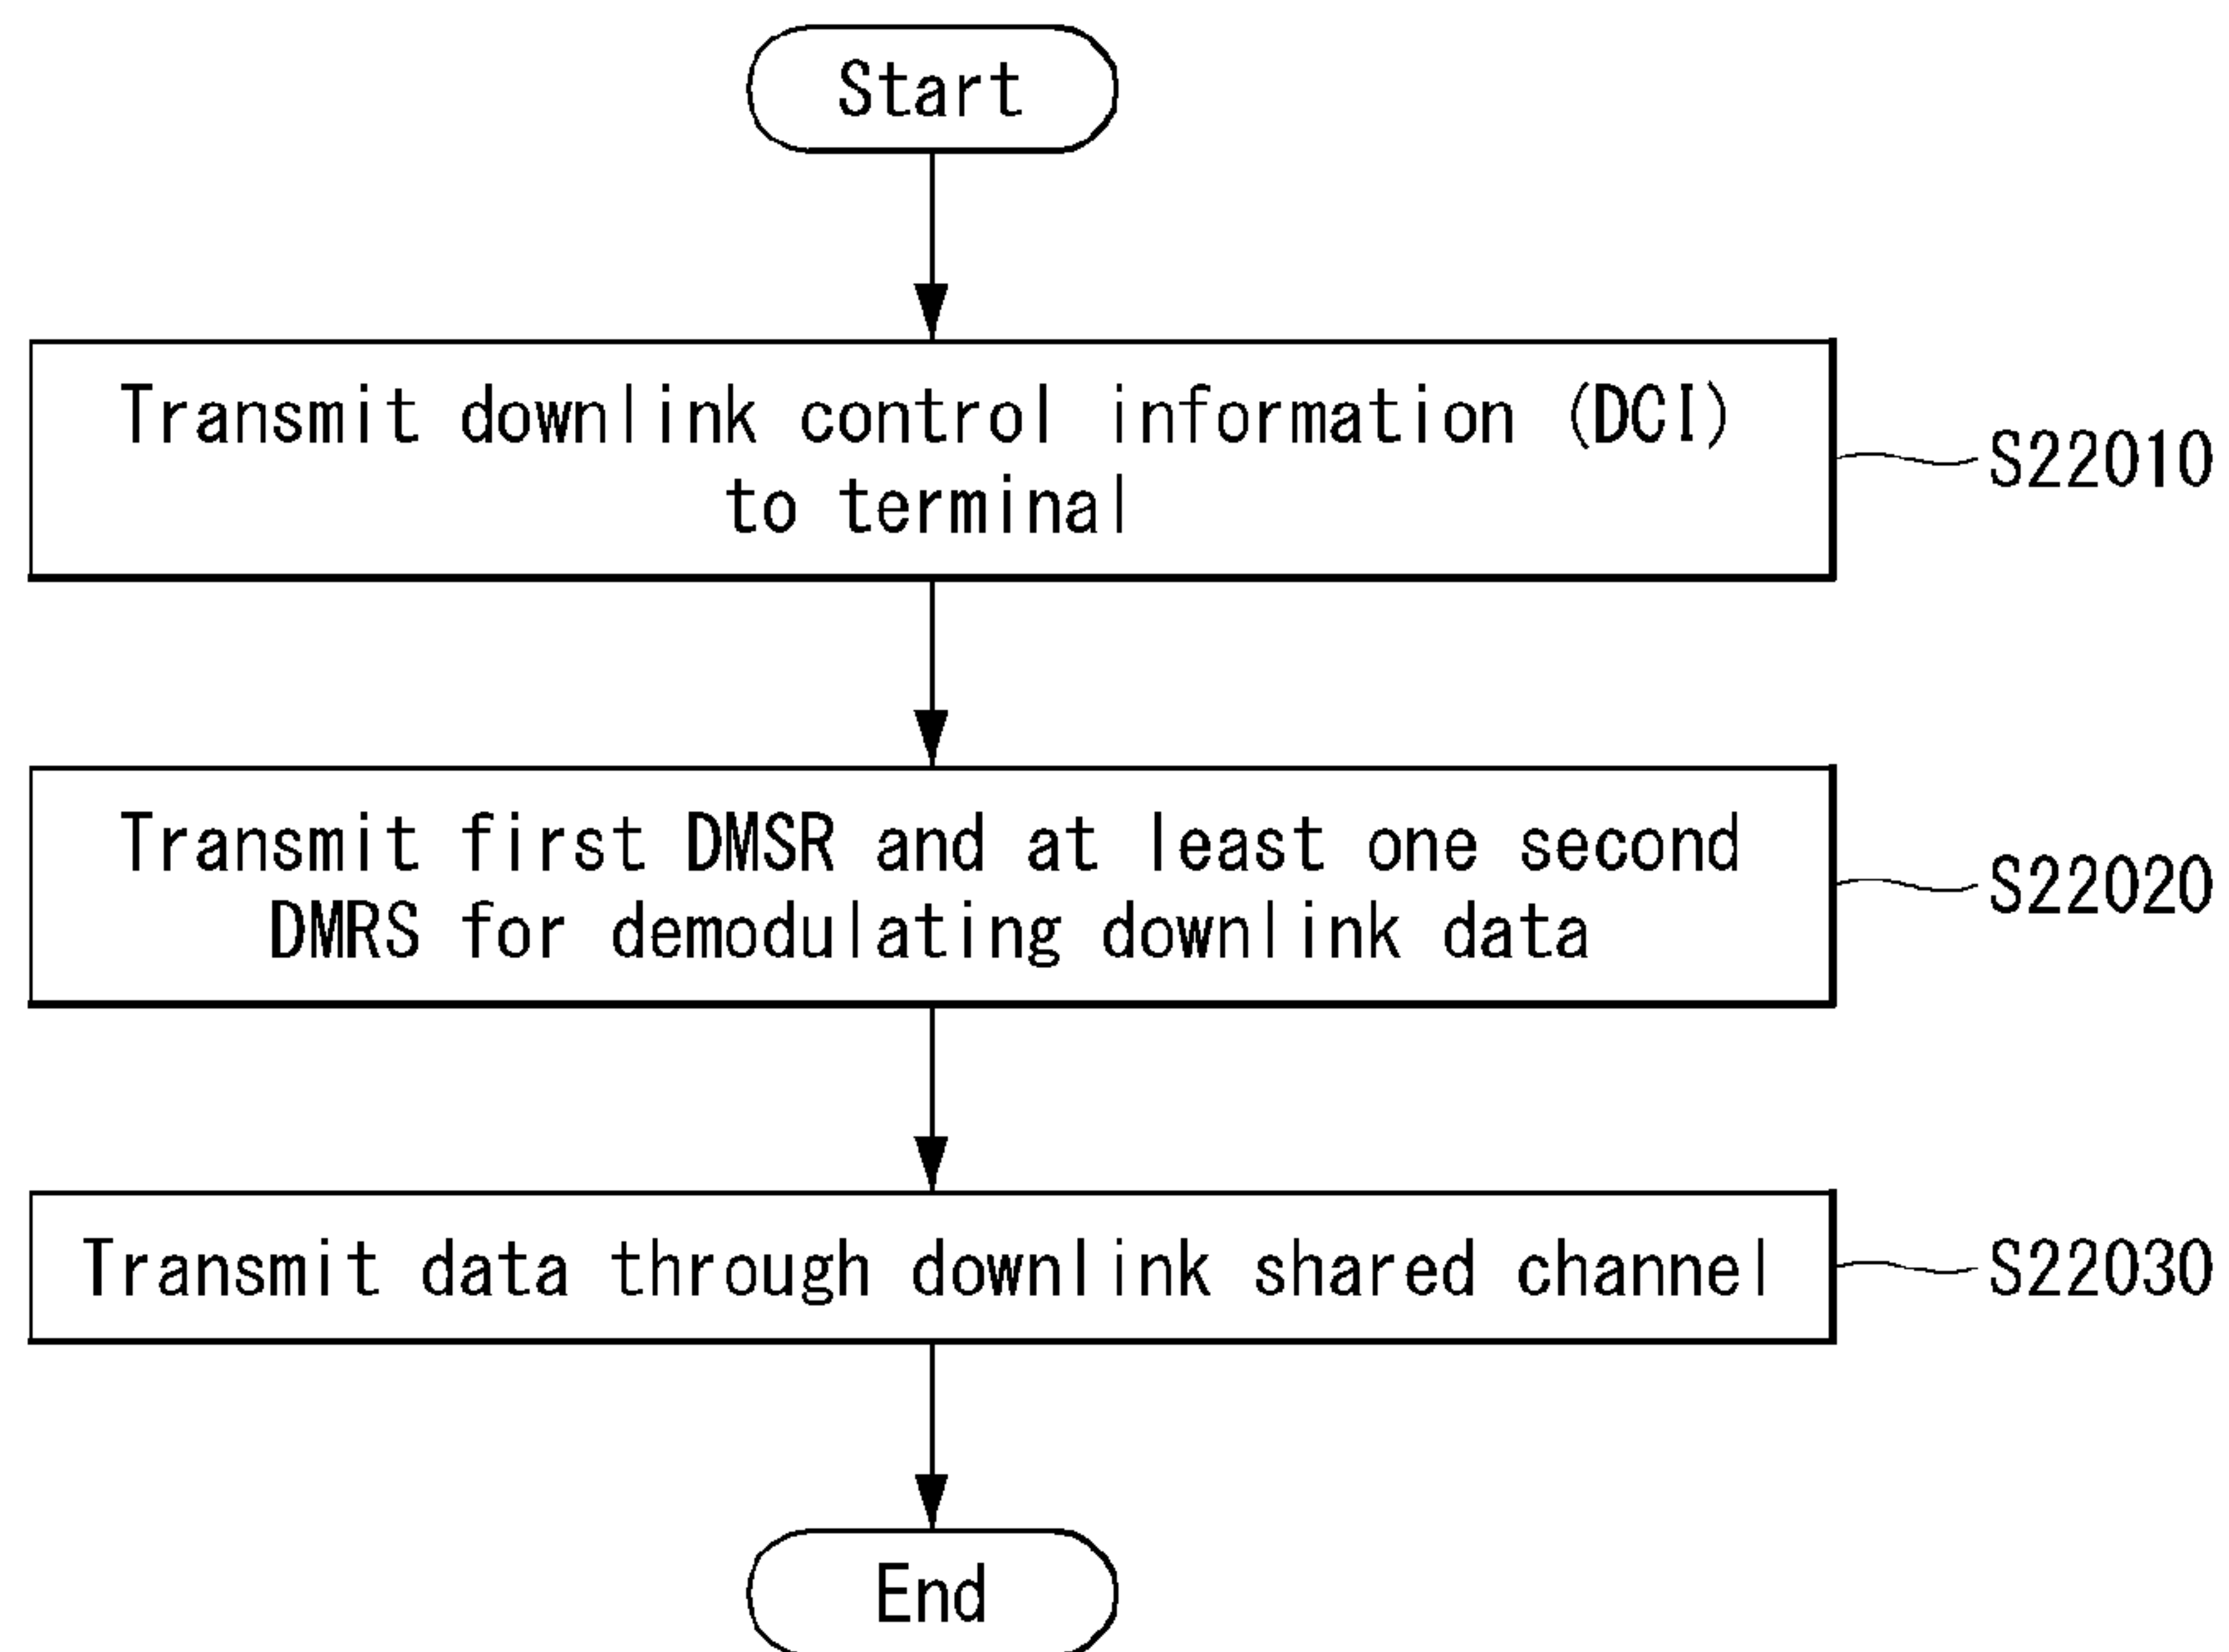 Start
Transmit downlink control information (DCI)
to terminal
S22010
Transmit first DMSR and at least one second
DMRS for demodulating downlink data
S22020
Transmit data through downlink shared channel
S22030
End